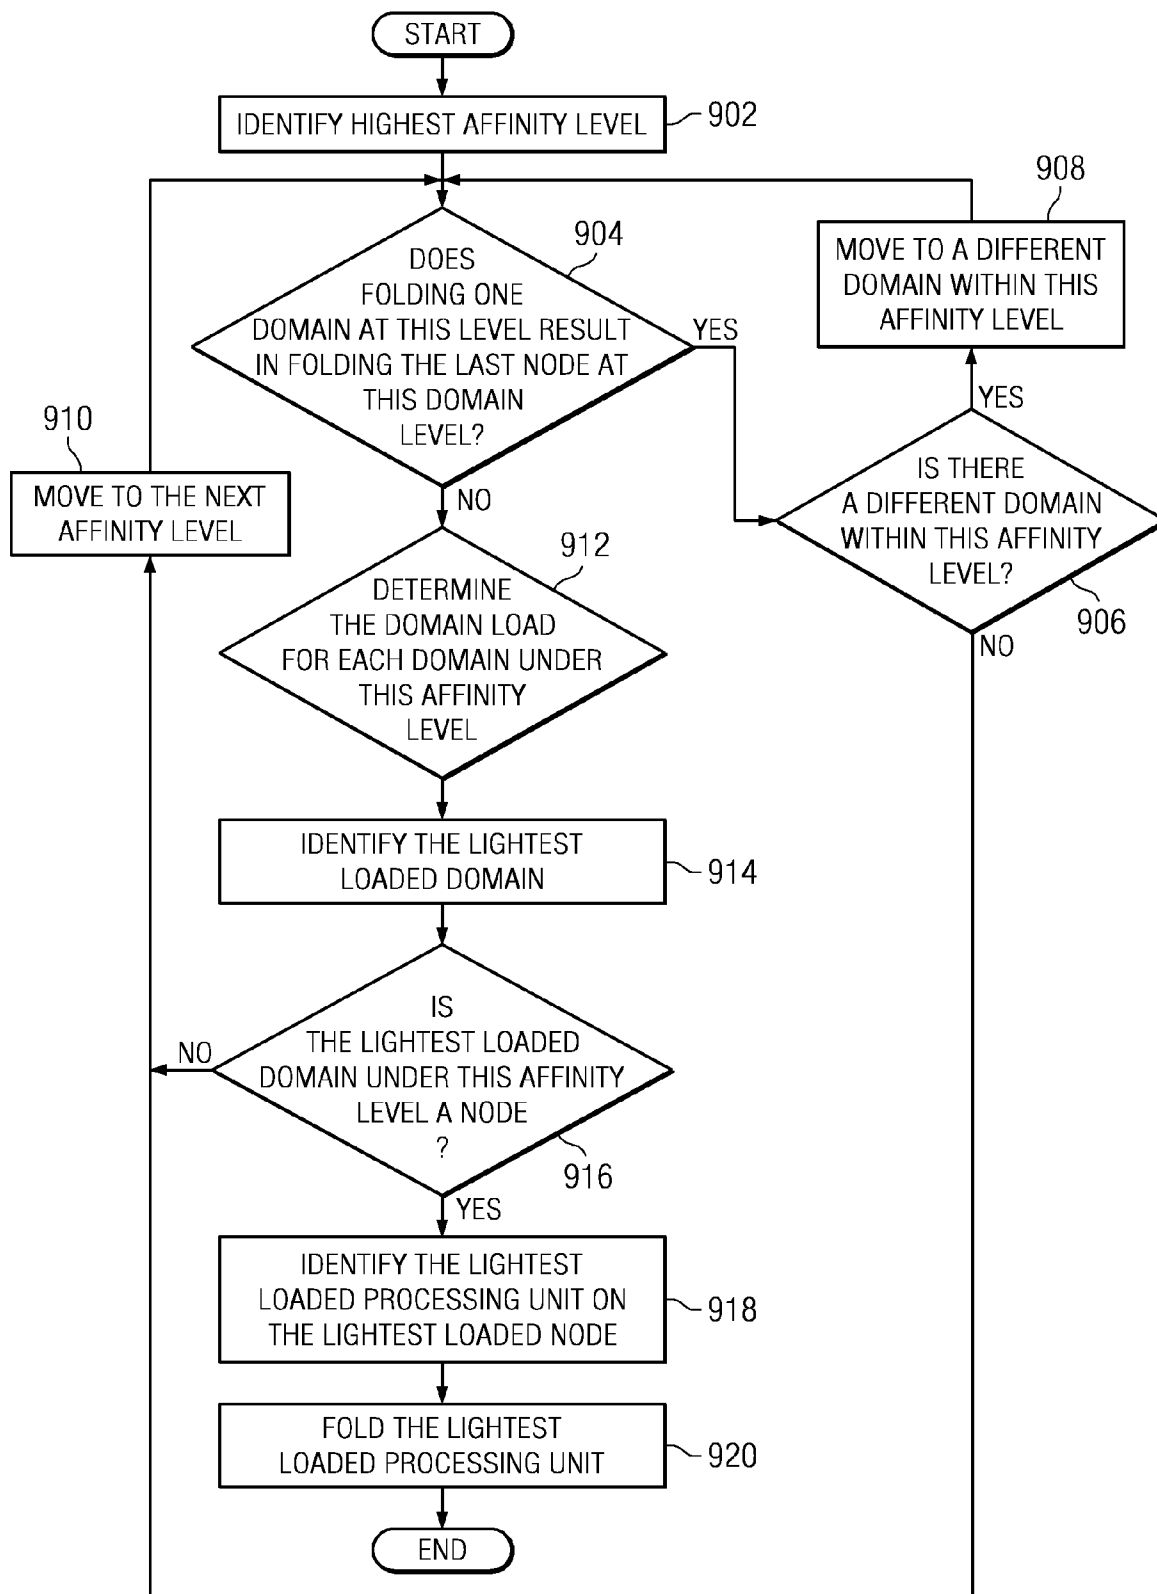 START
IDENTIFY HIGHEST AFFINITY LEVEL
902
908
904
DOES
FOLDING ONE
DOMAIN AT THIS LEVEL RESULT
IN FOLDING THE LAST NODE AT
THIS DOMAIN
LEVEL?
YES
MOVE TO A DIFFERENT
DOMAIN WITHIN THIS
AFFINITY LEVEL
YES
910
MOVE TO THE NEXT
AFFINITY LEVEL
NO
IS THERE
A DIFFERENT DOMAIN
WITHIN THIS AFFINITY
LEVEL?
906
NO
912
DETERMINE
THE DOMAIN LOAD
FOR EACH DOMAIN UNDER
THIS AFFINITY
LEVEL
IDENTIFY THE LIGHTEST
LOADED DOMAIN
914
IS
THE LIGHTEST LOADED
DOMAIN UNDER THIS AFFINITY
LEVEL A NODE
?
NO
916
YES
IDENTIFY THE LIGHTEST
LOADED PROCESSING UNIT ON
THE LIGHTEST LOADED NODE
918
FOLD THE LIGHTEST
LOADED PROCESSING UNIT
920
END